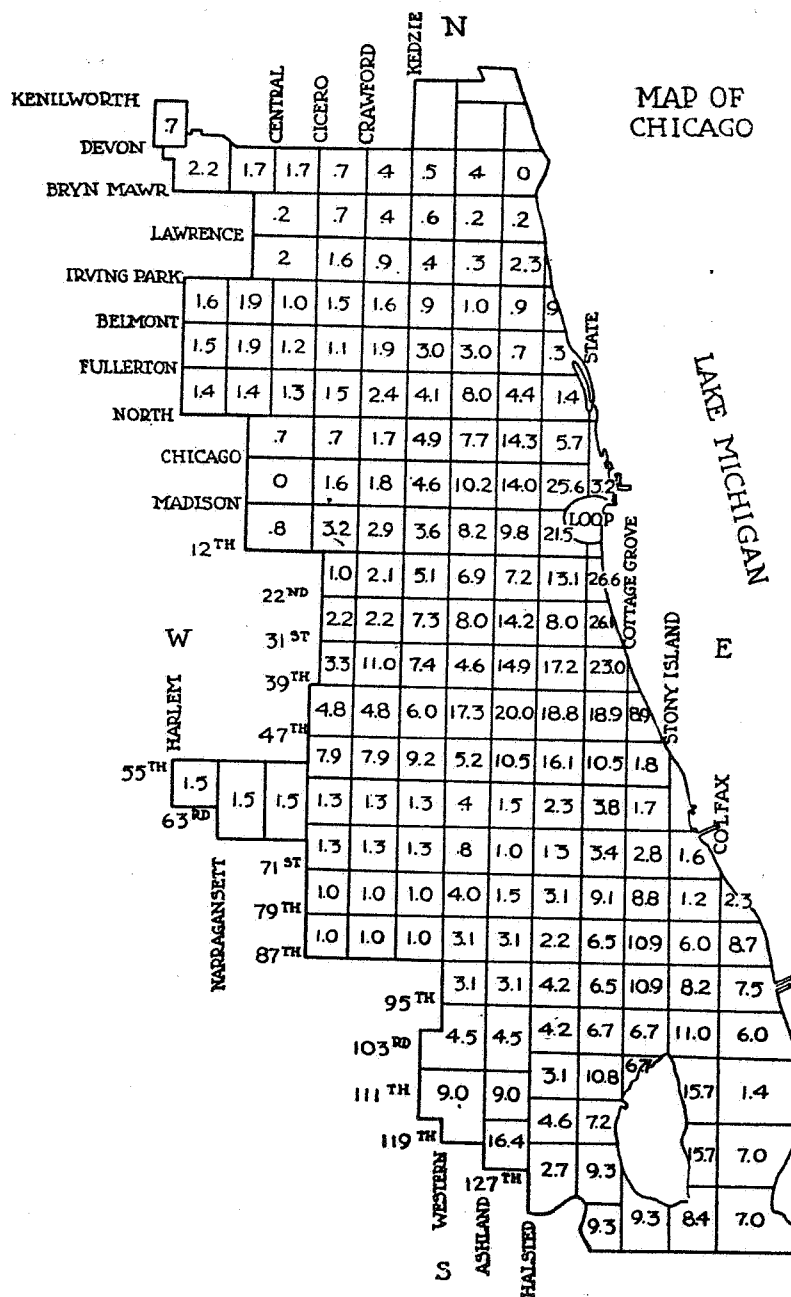 N
MAP OF
CHICAGO
KENILWORTH
CENTRAL
CICERO
CRAWFORD
KEDZIE
.7
DEVON
2.2 1.7 1.7 .7 .4 .5 .4 0
BRYN MAWR
.2 .7 .4 .6 .2 .2
LAWRENCE
2 1.6 .9 .4 .3 2.3
IRVING PARK
1.6 1.9 1.0 1.5 1.6 .9 1.0 .9 .9
BELMONT
1.5 1.9 1.2 1.1 1.9 3.0 3.0 .7 .3
STATE
FULLERTON
1.4 1.4 1.3 1.5 2.4 4.1 8.0 4.4 1.4
NORTH
.7 .7 1.7 4.9 7.7 14.3 5.7
CHICAGO
0 1.6 1.8 4.6 10.2 14.0 25.6 3.2
MADISON
LOOP
.8 3.2 2.9 3.6 8.2 9.8 21.5
12TH
LAKE MICHIGAN
1.0 2.1 5.1 6.9 7.2 13.1 26.6
COTTAGE GROVE
22ND
2.2 2.2 7.3 8.0 14.2 8.0 26.1
W
31ST
E
3.3 11.0 7.4 4.6 14.9 17.2 23.0
39TH
STONY ISLAND
4.8 4.8 6.0 17.3 20.0 18.8 18.9 8.9
HARLEM
47TH
7.9 7.9 9.2 5.2 10.5 16.1 10.5 1.8
55TH
1.5 1.5 1.5 1.3 1.3 1.3 .4 1.5 2.3 3.8 1.7
63RD
COLFAX
1.3 1.3 1.3 .8 1.0 1.3 3.4 2.8 1.6
71ST
NARRAGANSETT
1.0 1.0 1.0 4.0 1.5 3.1 9.1 8.8 1.2 2.3
79TH
1.0 1.0 1.0 3.1 3.1 2.2 6.5 10.9 6.0 8.7
87TH
3.1 3.1 4.2 6.5 10.9 8.2 7.5
95TH
4.5 4.5 4.2 6.7 6.7 11.0 6.0
103RD
3.1 10.8 6.7
111TH
9.0 9.0 15.7 1.4
4.6 7.2
119TH
16.4
2.7 9.3 15.7 7.0
127TH
9.3 9.3 8.4 7.0
WESTERN
ASHLAND
HALSTED
S